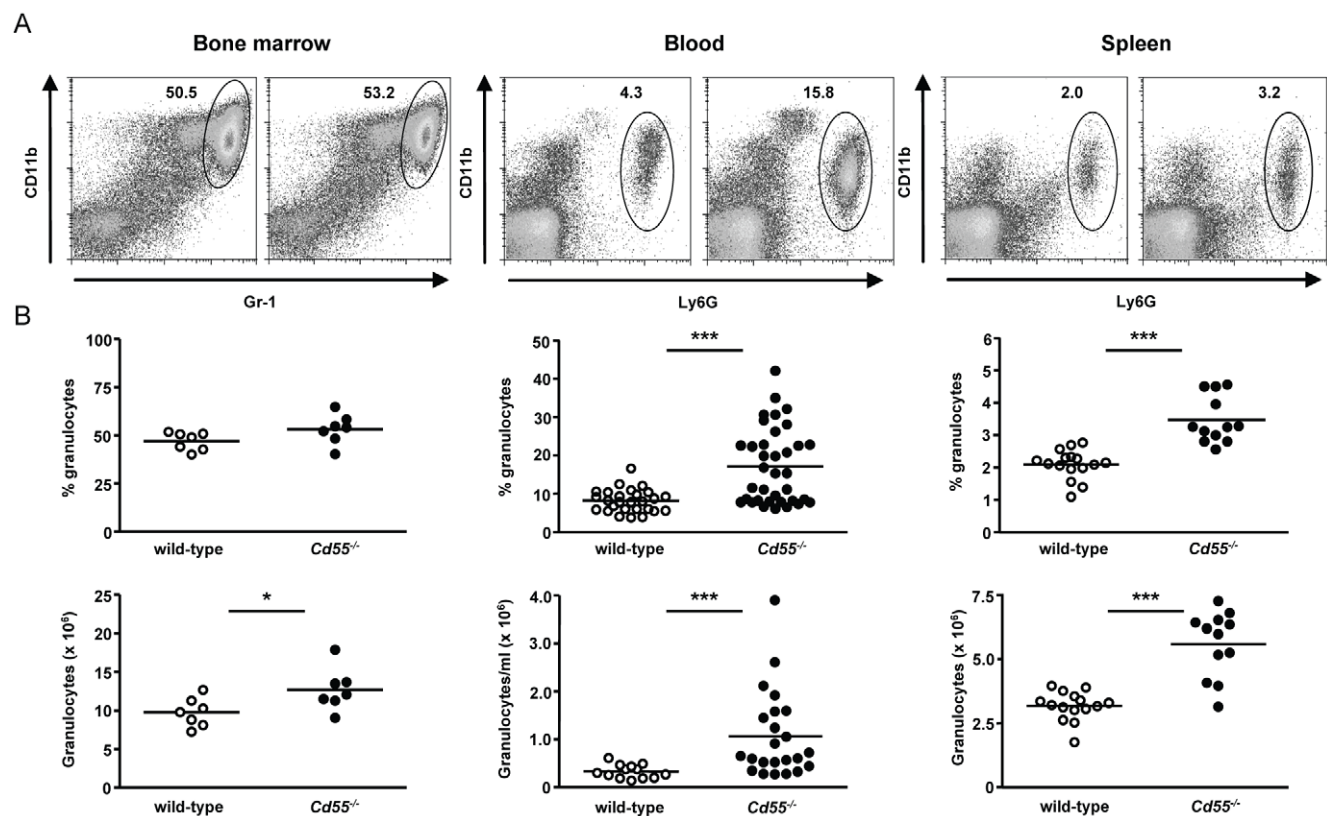 A
Bone marrow
Blood
Spleen
CD11b
50.5
53.2
Gr-1
CD11b
4.3
15.8
Ly6G
CD11b
2.0
3.2
Ly6G
B
% granulocytes
100
75
50
25
0
wild-type
Cd55-/-
% granulocytes
50
40
30
20
10
0
***
wild-type
Cd55-/-
% granulocytes
6
5
4
3
2
1
0
***
wild-type
Cd55-/-
Granulocytes (x 10⁶)
25
20
15
10
5
0
*
wild-type
Cd55-/-
Granulocytes/ml (x 10⁶)
4.0
3.0
2.0
1.0
0
***
wild-type
Cd55-/-
Granulocytes (x 10⁶)
7.5
5.0
2.5
0
***
wild-type
Cd55-/-